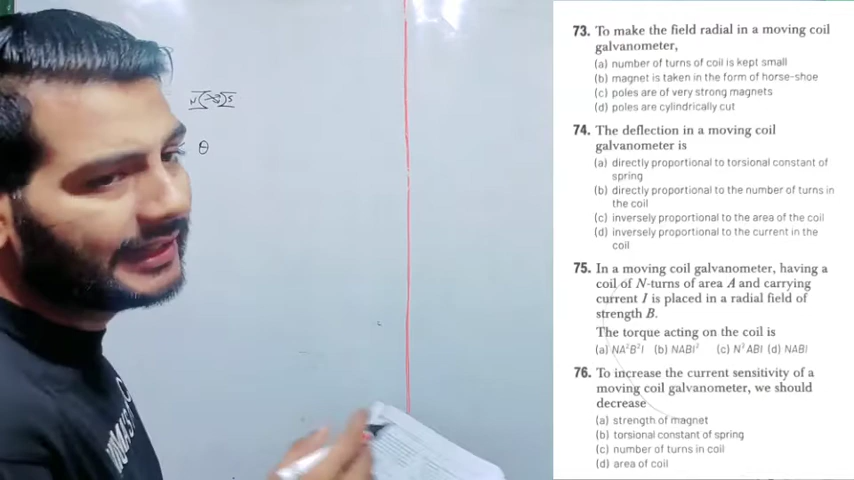 N S
θ
73. To make the field radial in a moving coil
galvanometer,
(a) number of turns of coil is kept small
(b) magnet is taken in the form of horse-shoe
(c) poles are of very strong magnets
(d) poles are cylindrically cut
74. The deflection in a moving coil
galvanometer is
(a) directly proportional to torsional constant of
spring
(b) directly proportional to the number of turns in
the coil
(c) inversely proportional to the area of the coil
(d) inversely proportional to the current in the
coil
75. In a moving coil galvanometer, having a
coil of N-turns of area A and carrying
current I is placed in a radial field of
strength B.
The torque acting on the coil is
(a) NA²B²I (b) NABI² (c) N²ABI (d) NABI
76. To increase the current sensitivity of a
moving coil galvanometer, we should
decrease
(a) strength of magnet
(b) torsional constant of spring
(c) number of turns in coil
(d) area of coil